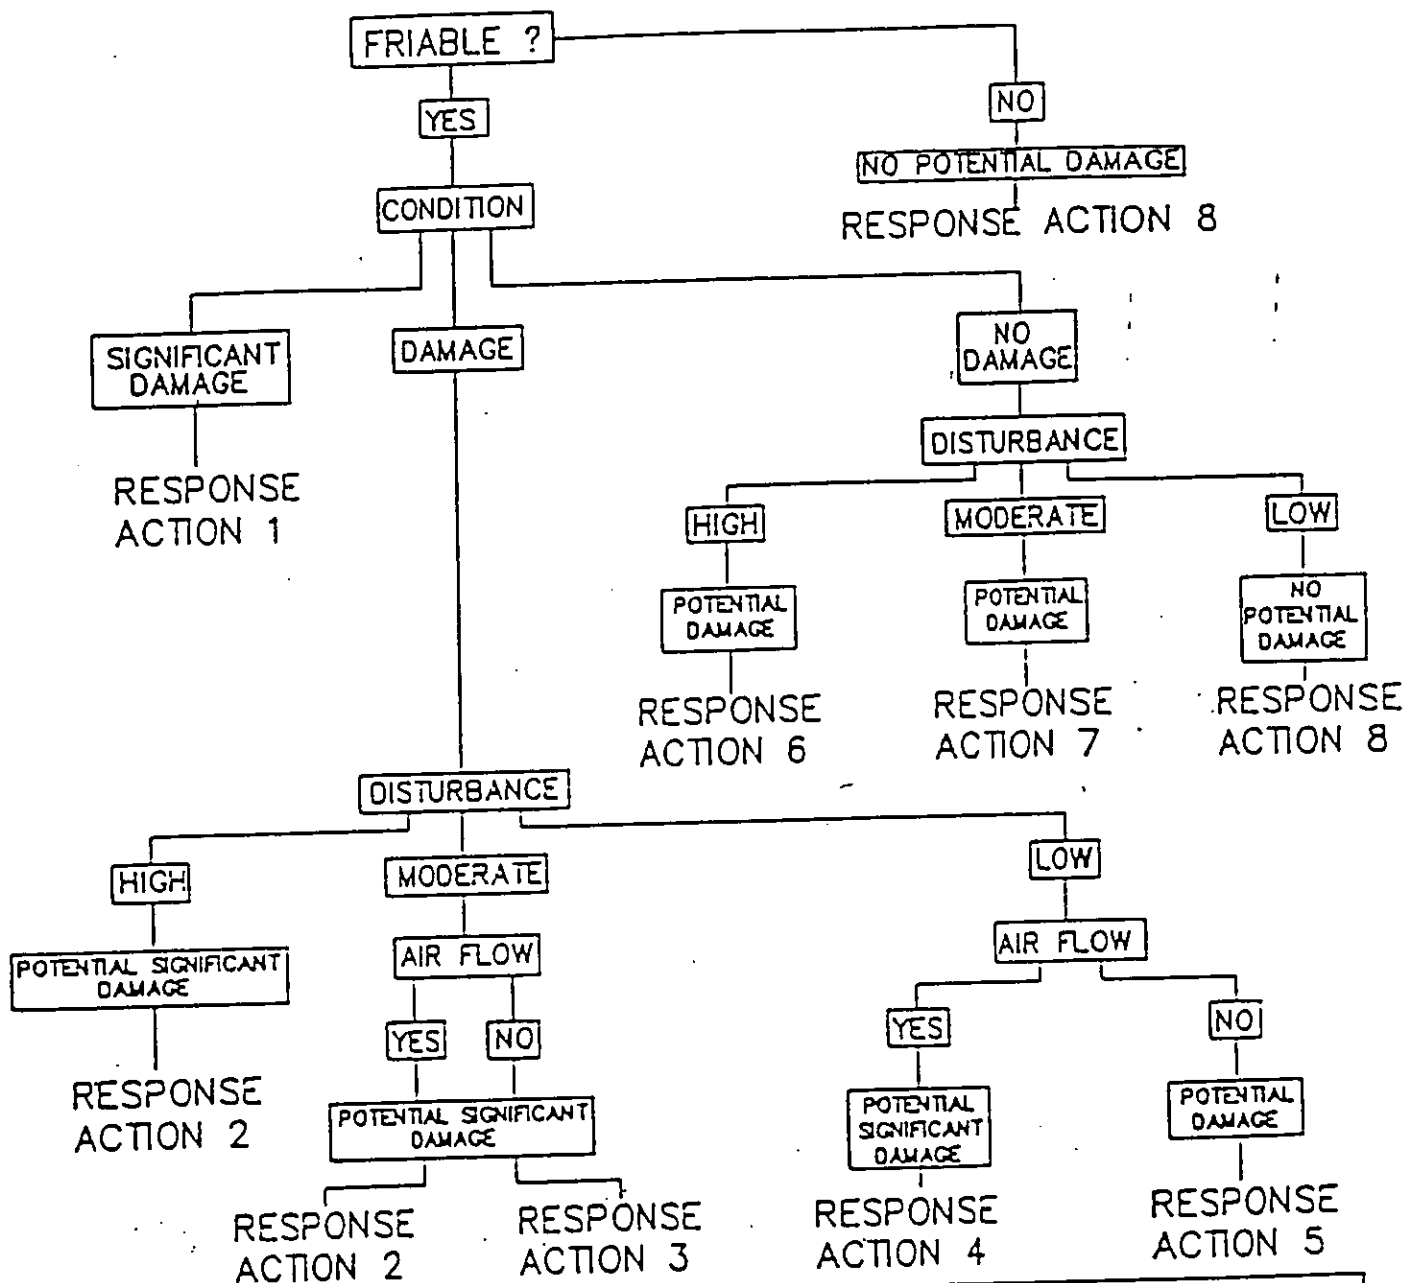 FRIABLE ?
YES
NO
NO POTENTIAL DAMAGE
RESPONSE ACTION 8
CONDITION
SIGNIFICANT
DAMAGE
DAMAGE
NO
DAMAGE
RESPONSE
ACTION 1
DISTURBANCE
HIGH
MODERATE
LOW
POTENTIAL
DAMAGE
POTENTIAL
DAMAGE
NO
POTENTIAL
DAMAGE
RESPONSE
ACTION 6
RESPONSE
ACTION 7
RESPONSE
ACTION 8
DISTURBANCE
HIGH
MODERATE
LOW
POTENTIAL SIGNIFICANT
DAMAGE
AIR FLOW
AIR FLOW
YES
NO
YES
NO
RESPONSE
ACTION 2
POTENTIAL SIGNIFICANT
DAMAGE
POTENTIAL
SIGNIFICANT
DAMAGE
POTENTIAL
DAMAGE
RESPONSE
ACTION 2
RESPONSE
ACTION 3
RESPONSE
ACTION 4
RESPONSE
ACTION 5